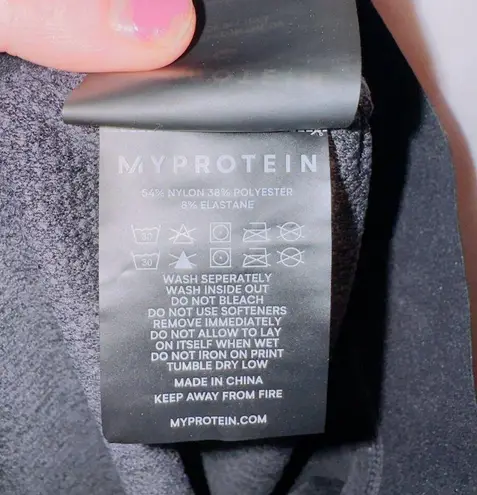 MYPROTEIN
54% NYLON 38% POLYESTER
8% ELASTANE
30
30
WASH SEPERATELY
WASH INSIDE OUT
DO NOT BLEACH
DO NOT USE SOFTENERS
REMOVE IMMEDIATELY
DO NOT ALLOW TO LAY
ON ITSELF WHEN WET
DO NOT IRON ON PRINT
TUMBLE DRY LOW
MADE IN CHINA
KEEP AWAY FROM FIRE
MYPROTEIN.COM